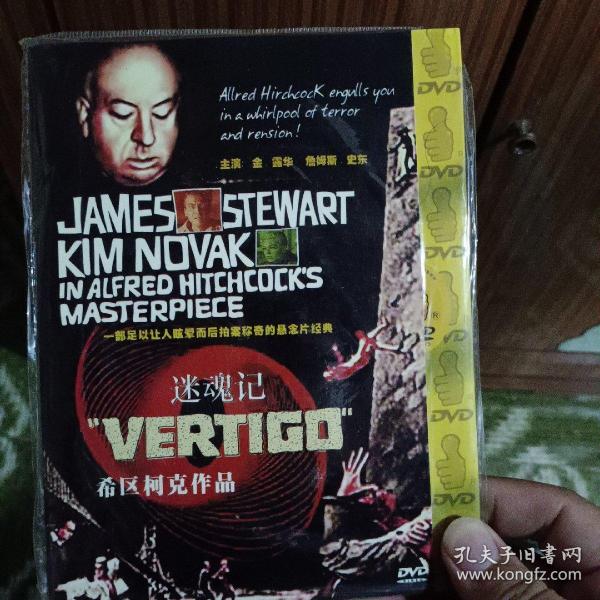 Allred HirchcocK engulls you
in a whirlpool of terror
and rension!
主演 金 露华 詹姆斯 史东
JAMES STEWART
KIM NOVAK
IN ALFRED HITCHCOCK'S
MASTERPIECE
一部足以让人眩晕而后拍案称奇的悬念片经典
迷魂记
"VERTIGO"
希区柯克作品
DVD
DVD
DVD
DVD
DVD
DVD
DVD
孔夫子旧书网
www.kongfz.com